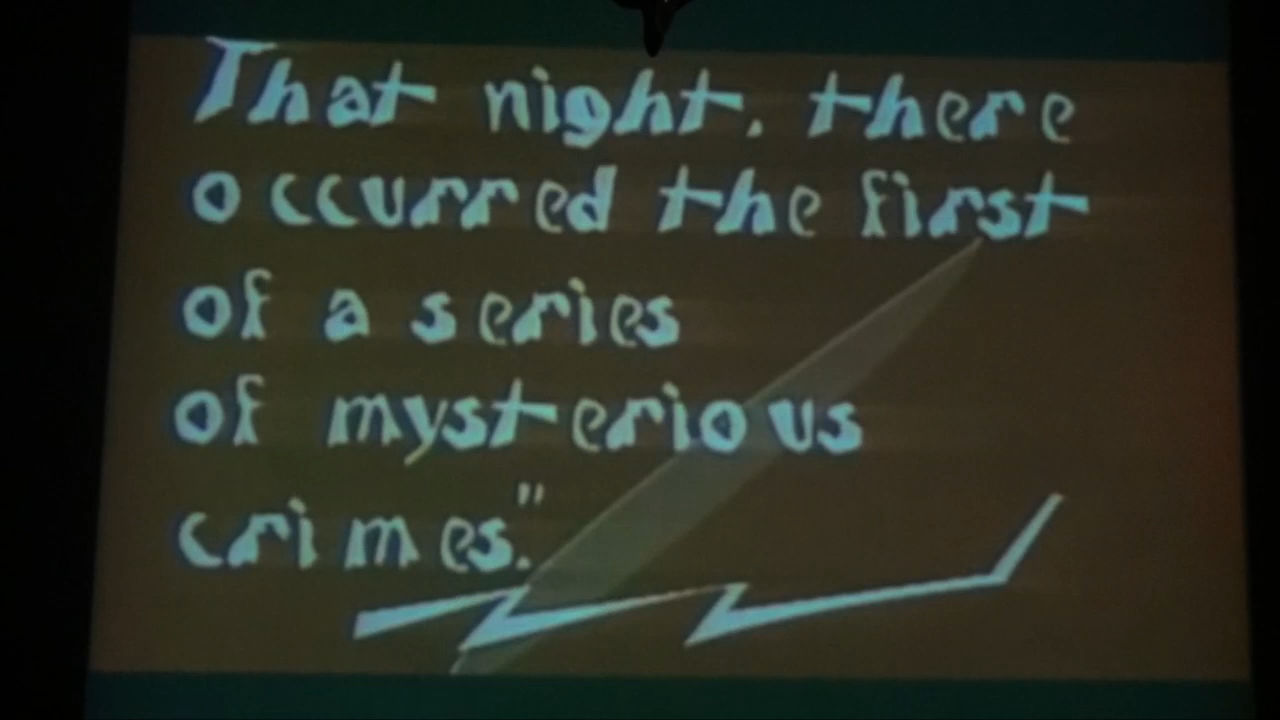 That night, there
occurred the first
of a series
of mysterious
crimes."